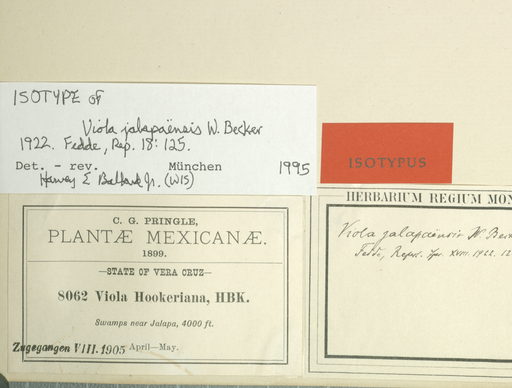 ISOTYPE of
Viola jalapaënsis W. Becker
1922. Fedde, Rep. 18: 125.
Det. - rev. München 1995
Harvey E Ballard Jr. (WIS)
ISOTYPUS
C. G. PRINGLE,
PLANTÆ MEXICANÆ.
1899.
—STATE OF VERA CRUZ—
8062 Viola Hookeriana, HBK.
Swamps near Jalapa, 4000 ft.
Zugegangen VIII. 1905 April—May.
HERBARIUM REGIUM MON
Viola jalapaënsis W. Beck
Fedde, Repert. XVIII. 1922. 12